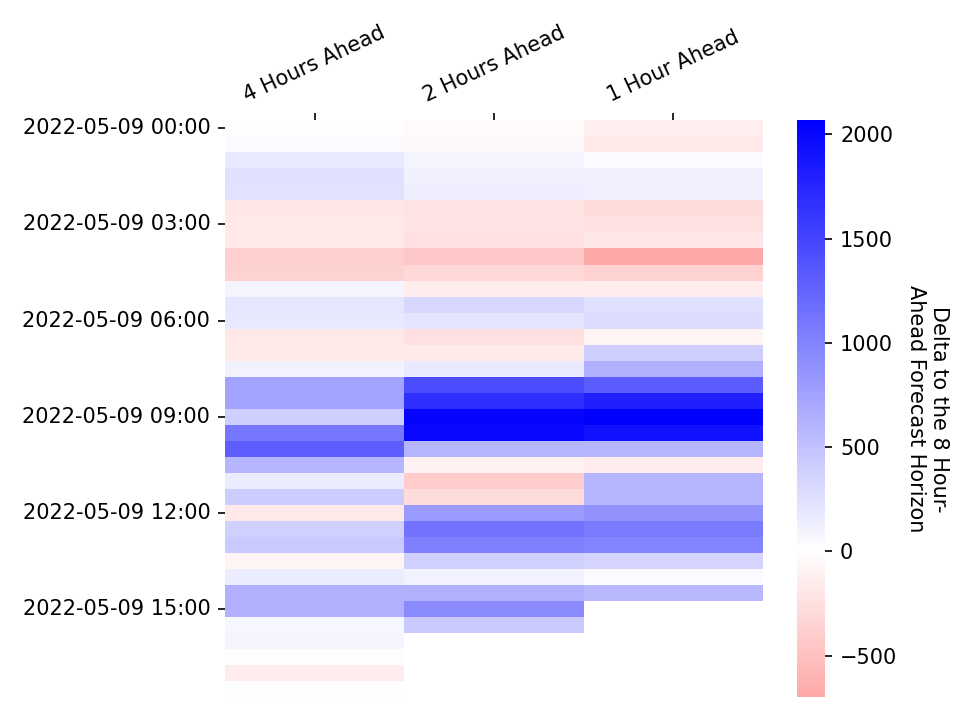 4 Hours Ahead
2 Hours Ahead
1 Hour Ahead
2022-05-09 00:00
2022-05-09 03:00
2022-05-09 06:00
2022-05-09 09:00
2022-05-09 12:00
2022-05-09 15:00
2000
1500
1000
500
0
−500
Delta to the 8 Hour-
Ahead Forecast Horizon